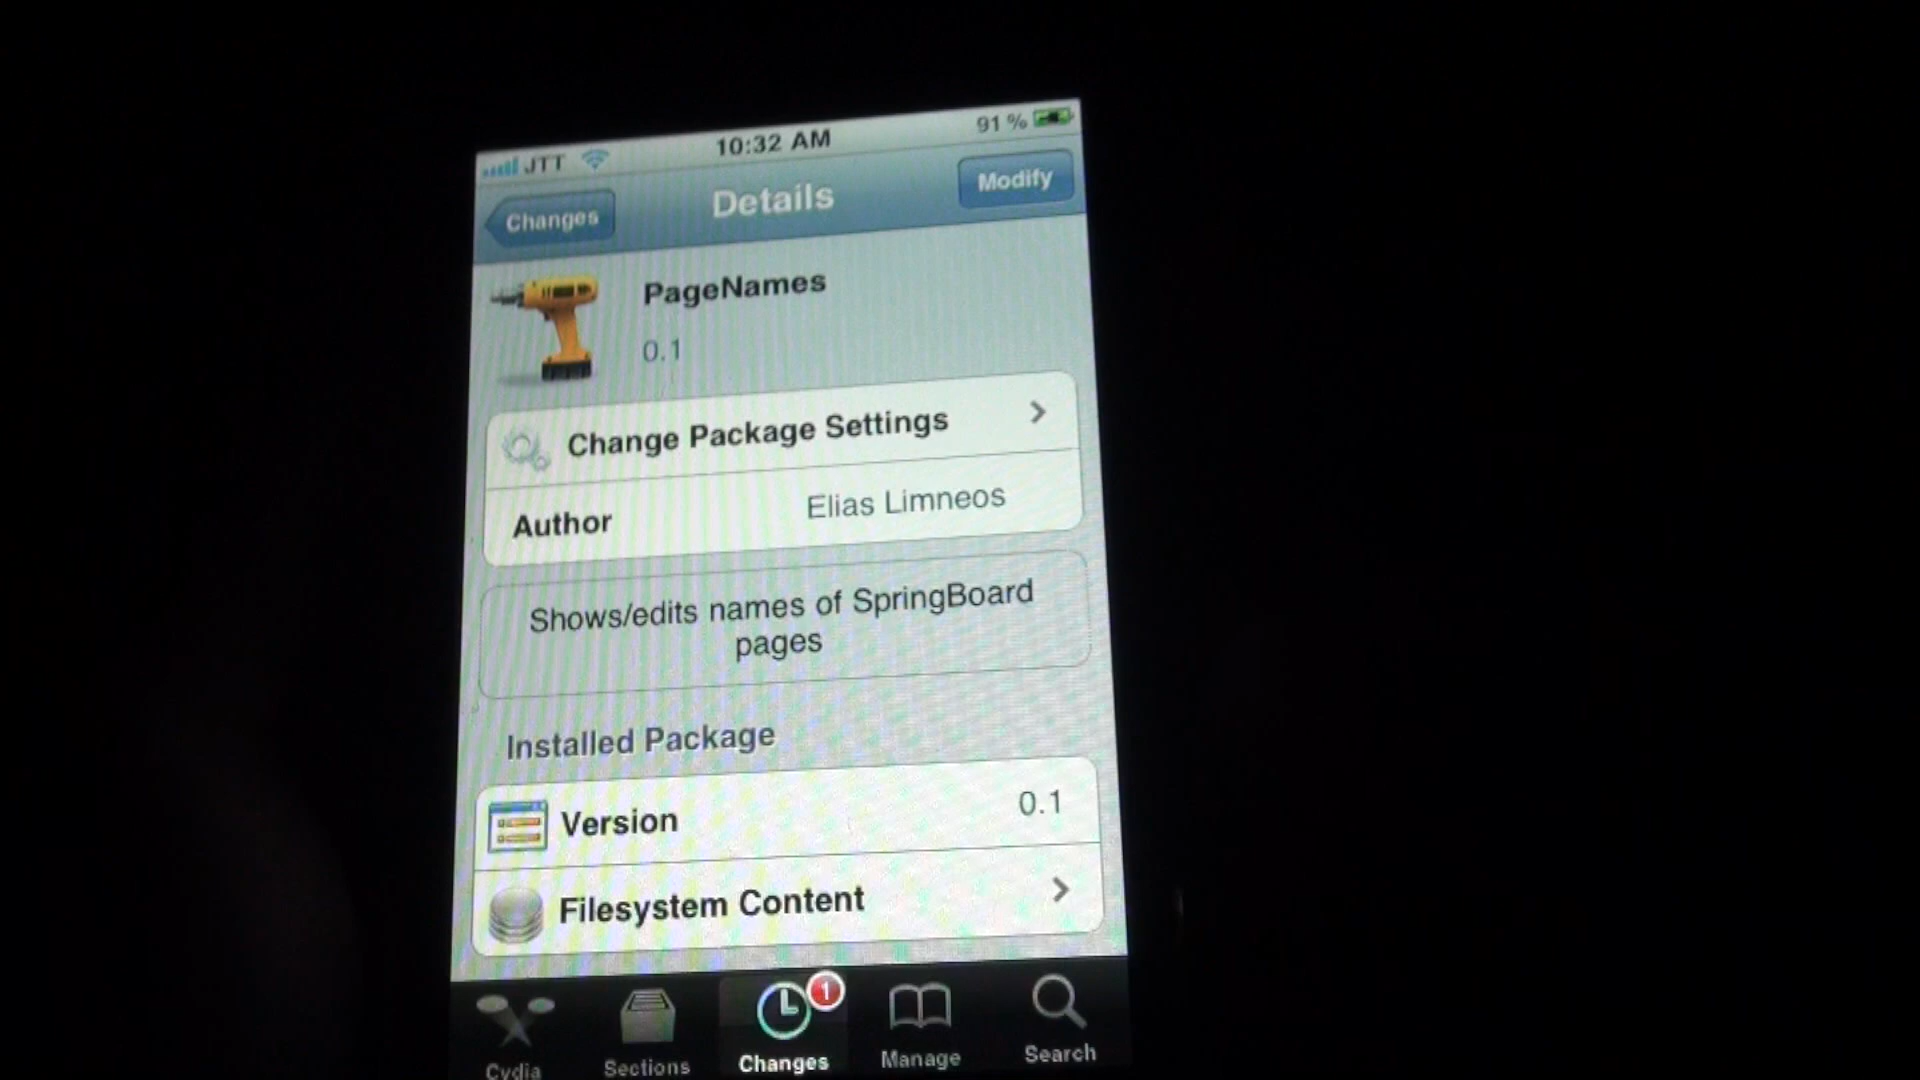 JTT
10:32 AM
91 %
Changes
Details
Modify
PageNames
0.1
Change Package Settings
Author
Elias Limneos
Shows/edits names of SpringBoard
pages
Installed Package
Version
0.1
Filesystem Content
1
Cydia
Sections
Changes
Manage
Search